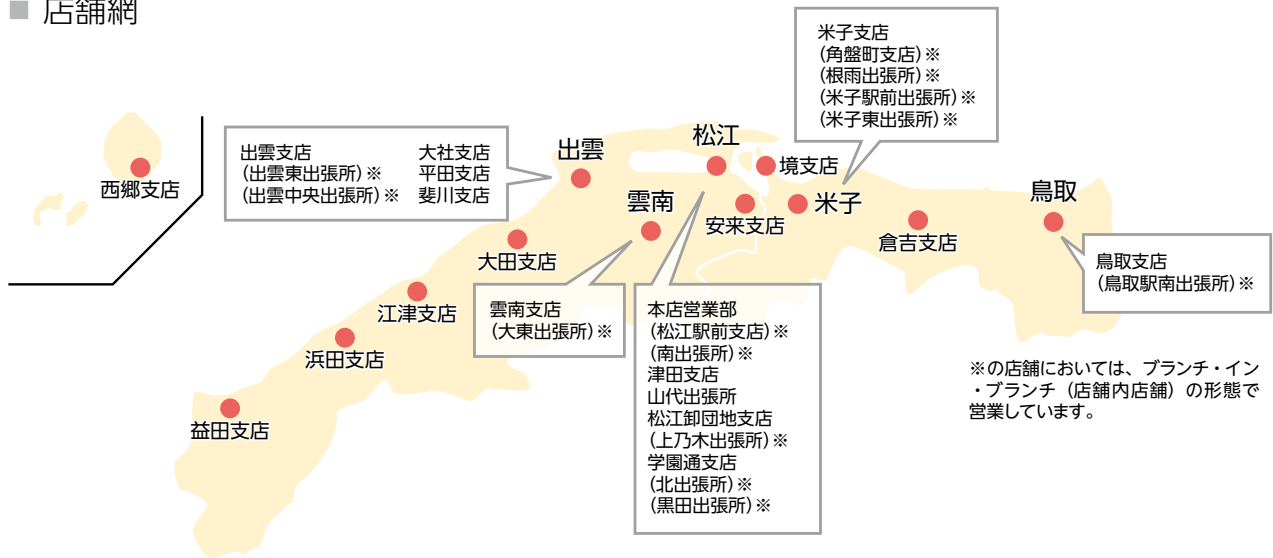 ■ 店舗網
米子支店
(角盤町支店)※
(根雨出張所)※
(米子駅前出張所)※
(米子東出張所)※
出雲支店 大社支店
(出雲東出張所)※ 平田支店
(出雲中央出張所)※ 斐川支店
西郷支店
出雲
松江
境支店
雲南
安来支店
米子
鳥取
倉吉支店
大田支店
鳥取支店
(鳥取駅南出張所)※
江津支店
雲南支店
(大東出張所)※
本店営業部
(松江駅前支店)※
(南出張所)※
津田支店
山代出張所
松江卸団地支店
(上乃木出張所)※
学園通支店
(北出張所)※
(黒田出張所)※
浜田支店
益田支店
※の店舗においては、ブランチ・イン
・ブランチ（店舗内店舗）の形態で
営業しています。